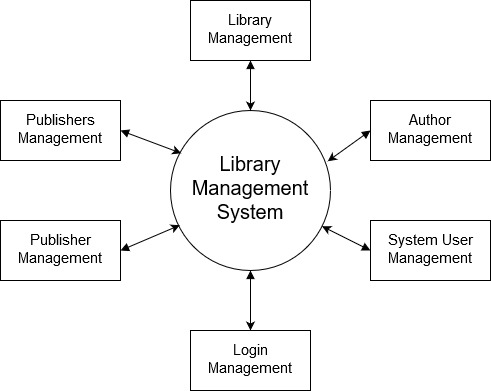 Library
Management
Publishers
Management
Author
Management
Library
Management
System
Publisher
Management
System User
Management
Login
Management